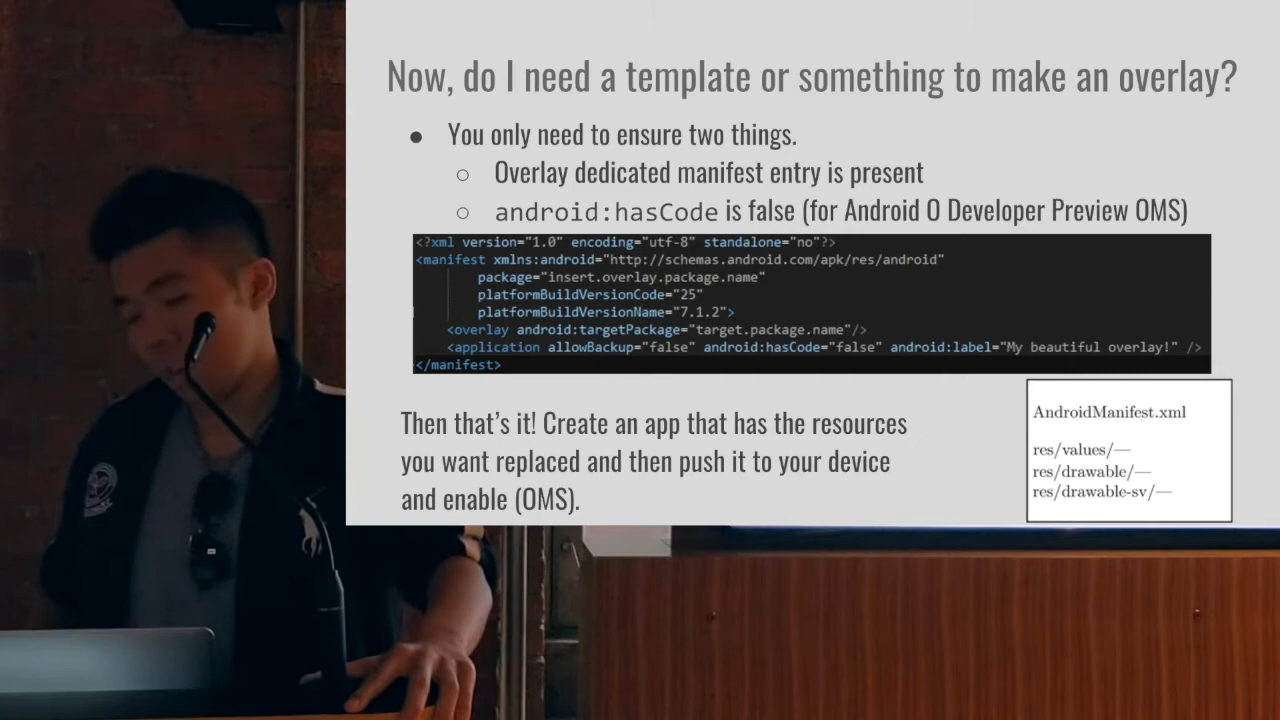 Now, do I need a template or something to make an overlay?
● You only need to ensure two things.
○ Overlay dedicated manifest entry is present
○ android:hasCode is false (for Android O Developer Preview OMS)
<?xml version="1.0" encoding="utf-8" standalone="no"?>
<manifest xmlns:android="http://schemas.android.com/apk/res/android"
package="insert.overlay.package.name"
platformBuildVersionCode="25"
platformBuildVersionName="7.1.2">
<overlay android:targetPackage="target.package.name"/>
<application allowBackup="false" android:hasCode="false" android:label="My beautiful overlay!" />
</manifest>
Then that's it! Create an app that has the resources
you want replaced and then push it to your device
and enable (OMS).
AndroidManifest.xml
res/values/—
res/drawable/—
res/drawable-sv/—